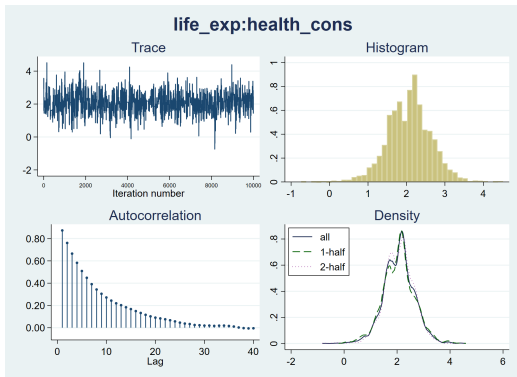 life_exp:health_cons
Trace
4
2
0
-2
0 2000 4000 6000 8000 10000
Iteration number
Histogram
1
.8
.6
.4
.2
0
-1 0 1 2 3 4
Autocorrelation
0.80
0.60
0.40
0.20
0.00
0 10 20 30 40
Lag
Density
all
1-half
2-half
.8
.6
.4
.2
0
-2 0 2 4 6